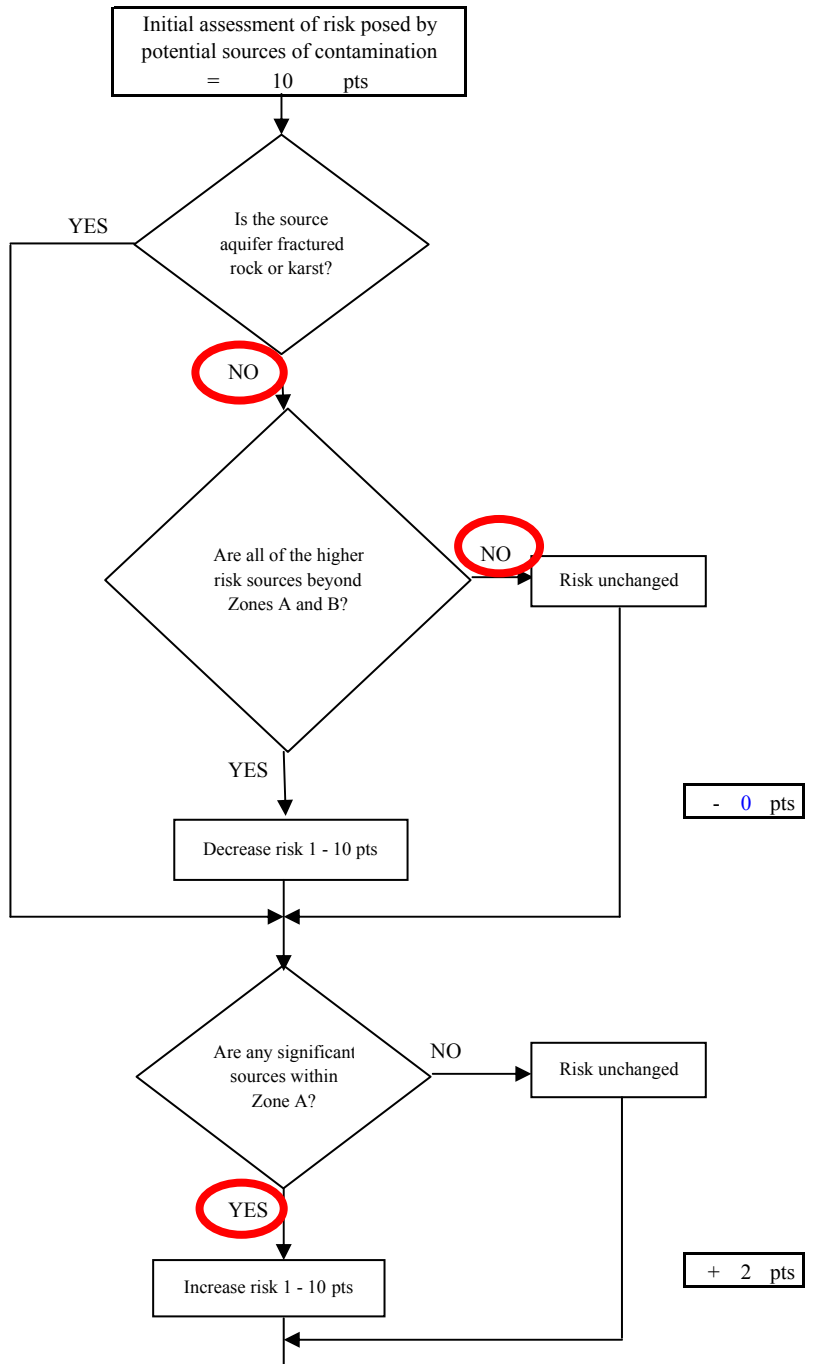 Initial assessment of risk posed by
potential sources of contamination
= 10 pts
YES
Is the source
aquifer fractured
rock or karst?
NO
Are all of the higher
risk sources beyond
Zones A and B?
NO
Risk unchanged
YES
- 0 pts
Decrease risk 1 - 10 pts
Are any significant
sources within
Zone A?
NO
Risk unchanged
YES
+ 2 pts
Increase risk 1 - 10 pts